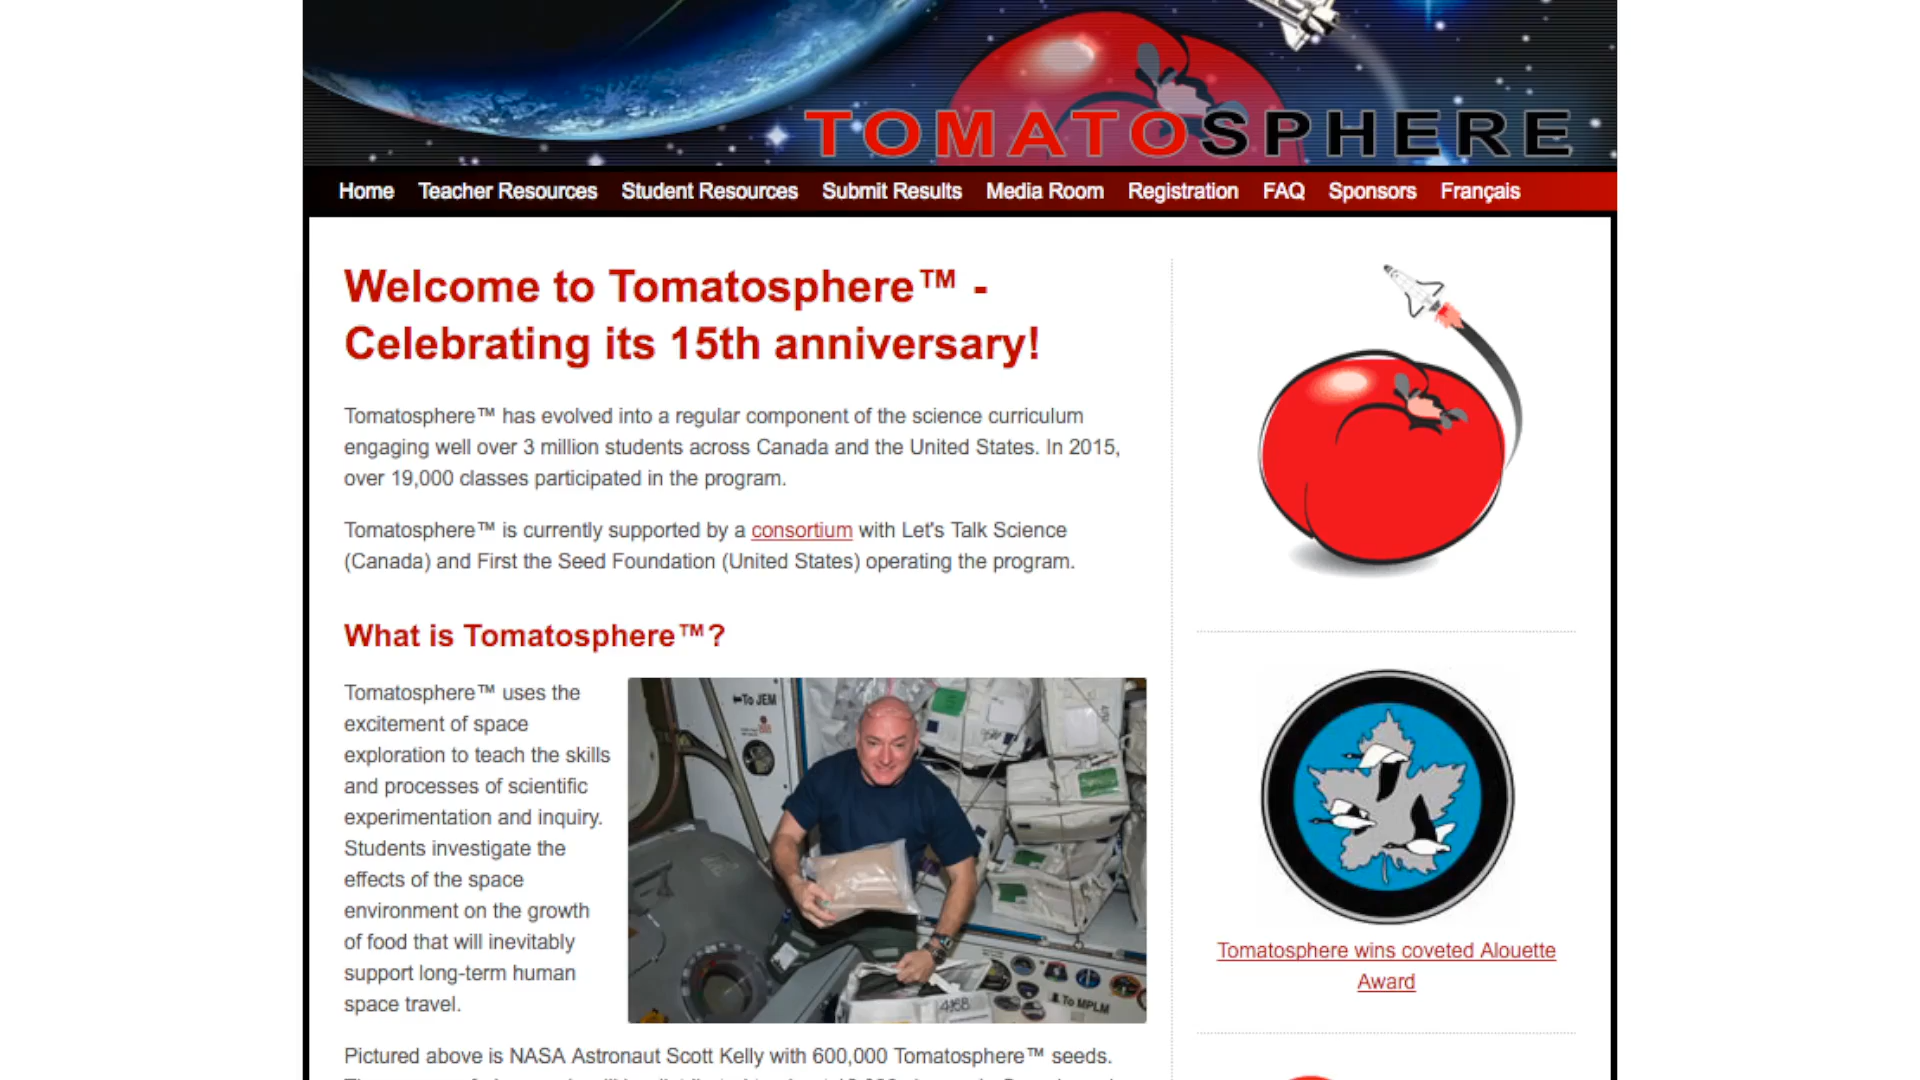 TOMATOSPHERE
Home Teacher Resources Student Resources Submit Results Media Room Registration FAQ Sponsors Français
Welcome to Tomatosphere™ -
Celebrating its 15th anniversary!
Tomatosphere™ has evolved into a regular component of the science curriculum
engaging well over 3 million students across Canada and the United States. In 2015,
over 19,000 classes participated in the program.
Tomatosphere™ is currently supported by a consortium with Let's Talk Science
(Canada) and First the Seed Foundation (United States) operating the program.
What is Tomatosphere™?
Tomatosphere™ uses the
excitement of space
exploration to teach the skills
and processes of scientific
experimentation and inquiry.
Students investigate the
effects of the space
environment on the growth
of food that will inevitably
support long-term human
space travel.
To JEM
4168
To MPLM
Pictured above is NASA Astronaut Scott Kelly with 600,000 Tomatosphere™ seeds.
Tomatosphere wins coveted Alouette
Award